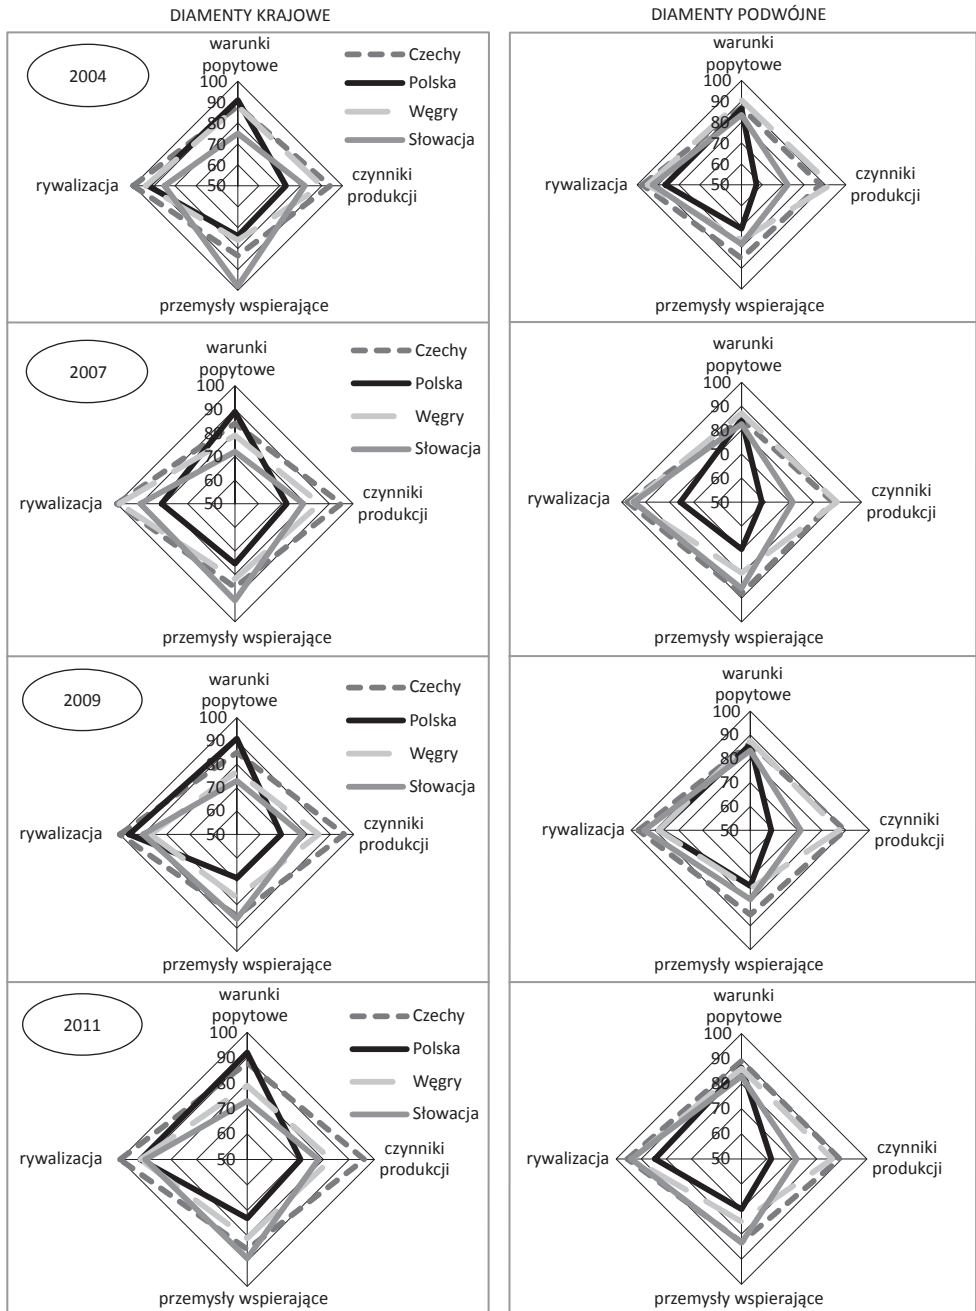 DIAMENTY KRAJOWE
DIAMENTY PODWÓJNE
2004
warunki
popytowe
100
90
80
70
60
50
rywalizacja
czynniki
produkcji
przemysły wspierające
Czechy
Polska
Węgry
Słowacja
warunki
popytowe
100
90
80
70
60
50
rywalizacja
czynniki
produkcji
przemysły wspierające
2007
warunki
popytowe
100
90
80
70
60
50
rywalizacja
czynniki
produkcji
przemysły wspierające
Czechy
Polska
Węgry
Słowacja
warunki
popytowe
100
90
80
70
60
50
rywalizacja
czynniki
produkcji
przemysły wspierające
2009
warunki
popytowe
100
90
80
70
60
50
rywalizacja
czynniki
produkcji
przemysły wspierające
Czechy
Polska
Węgry
Słowacja
warunki
popytowe
100
90
80
70
60
50
rywalizacja
czynniki
produkcji
przemysły wspierające
2011
warunki
popytowe
100
90
80
70
60
50
rywalizacja
czynniki
produkcji
przemysły wspierające
Czechy
Polska
Węgry
Słowacja
warunki
popytowe
100
90
80
70
60
50
rywalizacja
czynniki
produkcji
przemysły wspierające